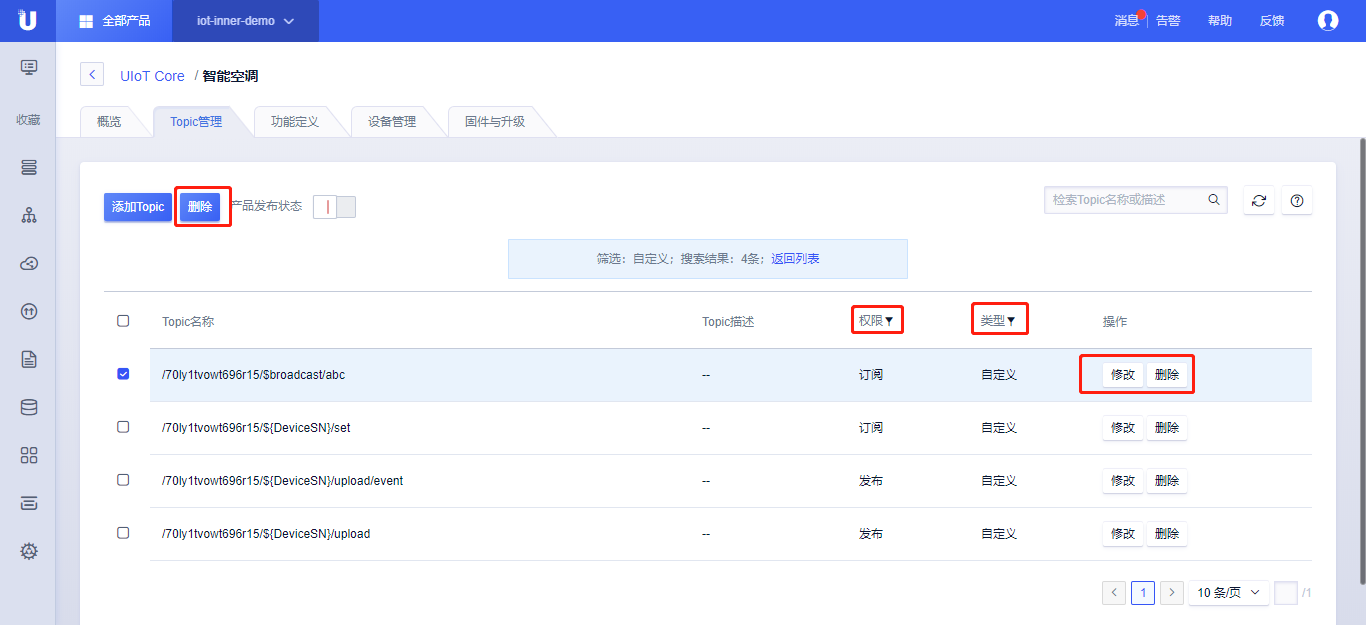 U 全部产品 iot-inner-demo 消息 告警 帮助 反馈
收藏
UIoT Core / 智能空调
概览 Topic管理 功能定义 设备管理 固件与升级
添加Topic 删除 产品发布状态 检索Topic名称或描述
筛选：自定义；搜索结果：4条；返回列表
Topic名称 Topic描述 权限 类型 操作
/70ly1tvowt696r15/$broadcast/abc -- 订阅 自定义 修改 删除
/70ly1tvowt696r15/${DeviceSN}/set -- 订阅 自定义 修改 删除
/70ly1tvowt696r15/${DeviceSN}/upload/event -- 发布 自定义 修改 删除
/70ly1tvowt696r15/${DeviceSN}/upload -- 发布 自定义 修改 删除
1 10 条/页 /1